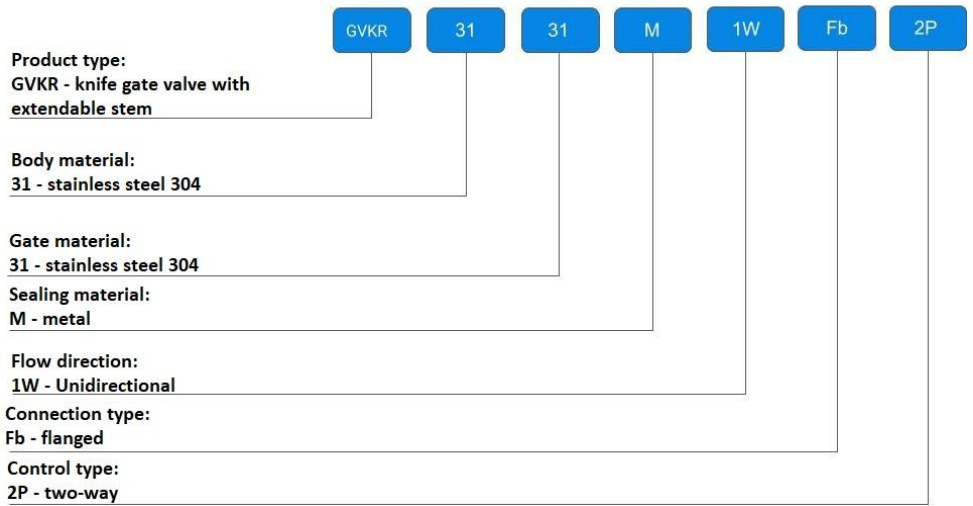 GVKR 31 31 M 1W Fb 2P
Product type:
GVKR - knife gate valve with
extendable stem
Body material:
31 - stainless steel 304
Gate material:
31 - stainless steel 304
Sealing material:
M - metal
Flow direction:
1W - Unidirectional
Connection type:
Fb - flanged
Control type:
2P - two-way